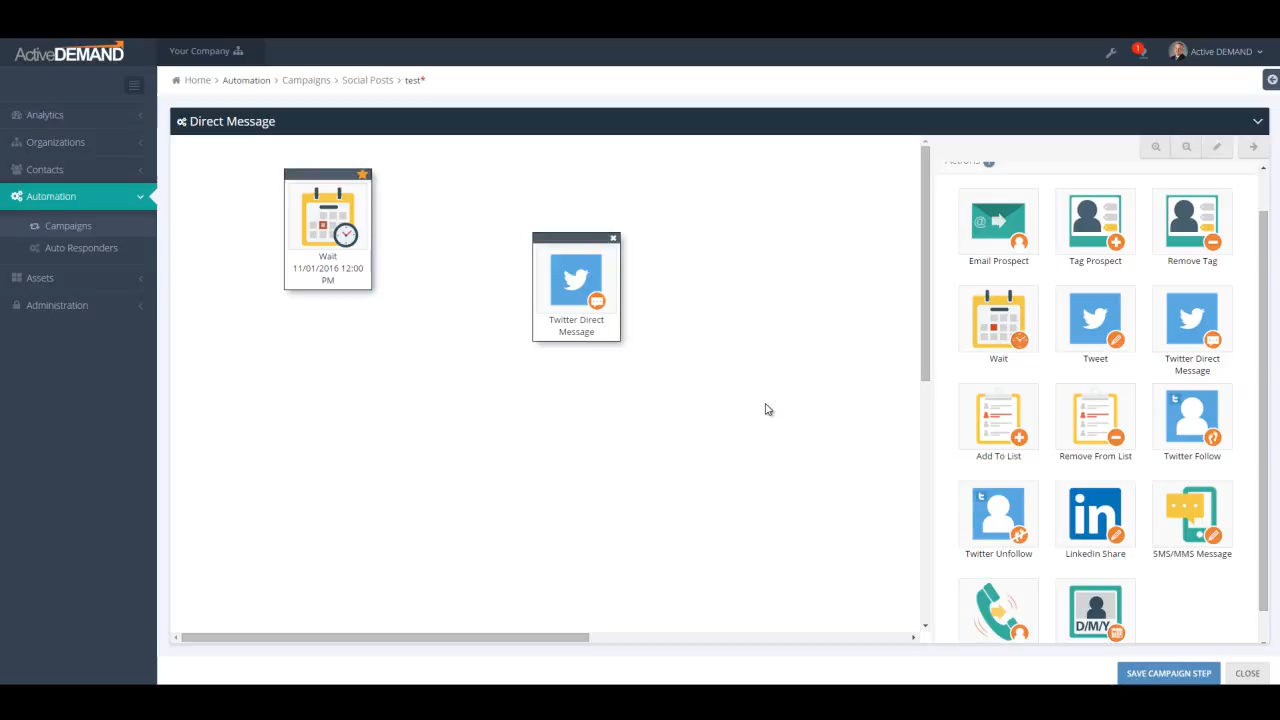 ActiveDEMAND
Your Company
1
Active DEMAND
Home > Automation > Campaigns > Social Posts > test*
Analytics
Organizations
Contacts
Automation
Campaigns
Auto Responders
Assets
Administration
Direct Message
Wait
11/01/2016 12:00
PM
Twitter Direct
Message
Actions
Email Prospect
Tag Prospect
Remove Tag
Wait
Tweet
Twitter Direct
Message
Add To List
Remove From List
Twitter Follow
Twitter Unfollow
LinkedIn Share
SMS/MMS Message
D/M/Y
SAVE CAMPAIGN STEP
CLOSE